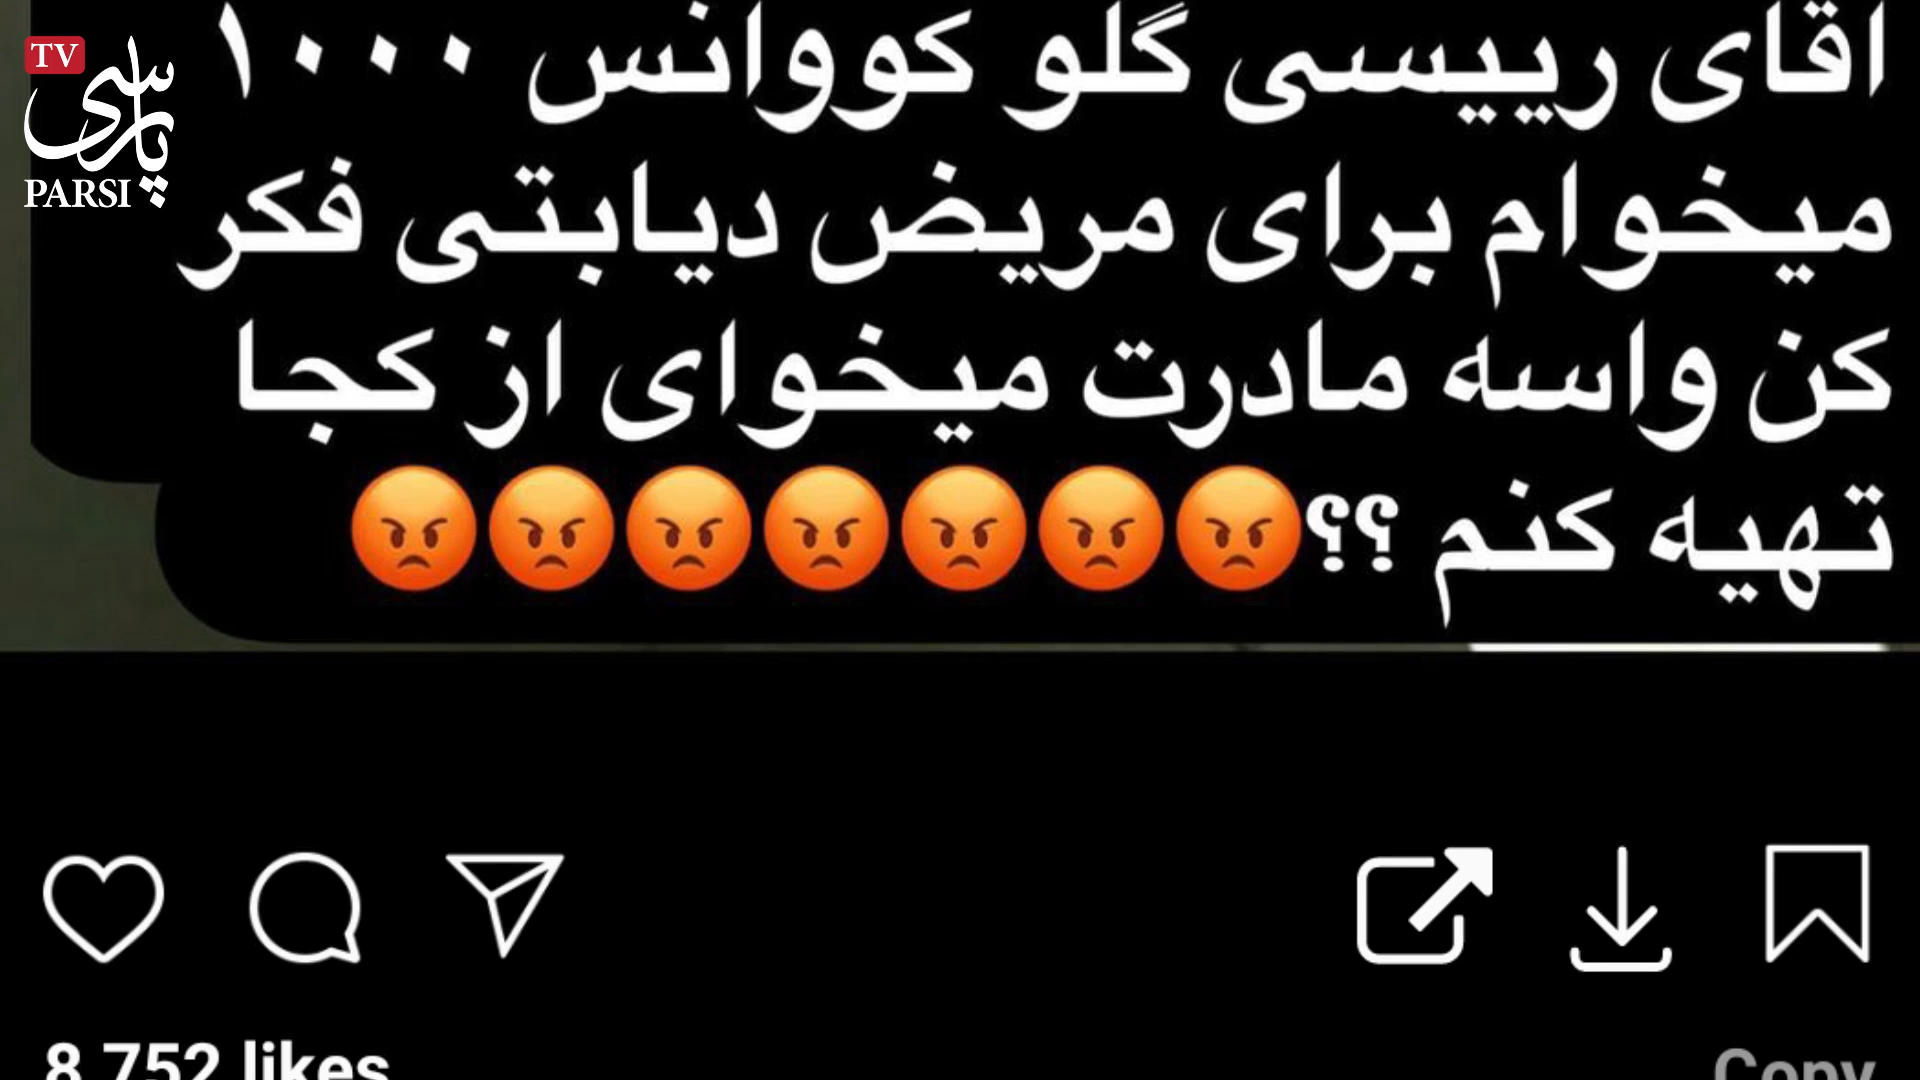 TV
پارسی
PARSI
اقای رییسی گلو کووانس ۱۰۰۰
میخوام برای مریض دیابتی فکر
کن واسه مادرت میخوای از کجا
تهیه کنم ؟؟😡😡😡😡😡😡😡
8,752 likes
Copy